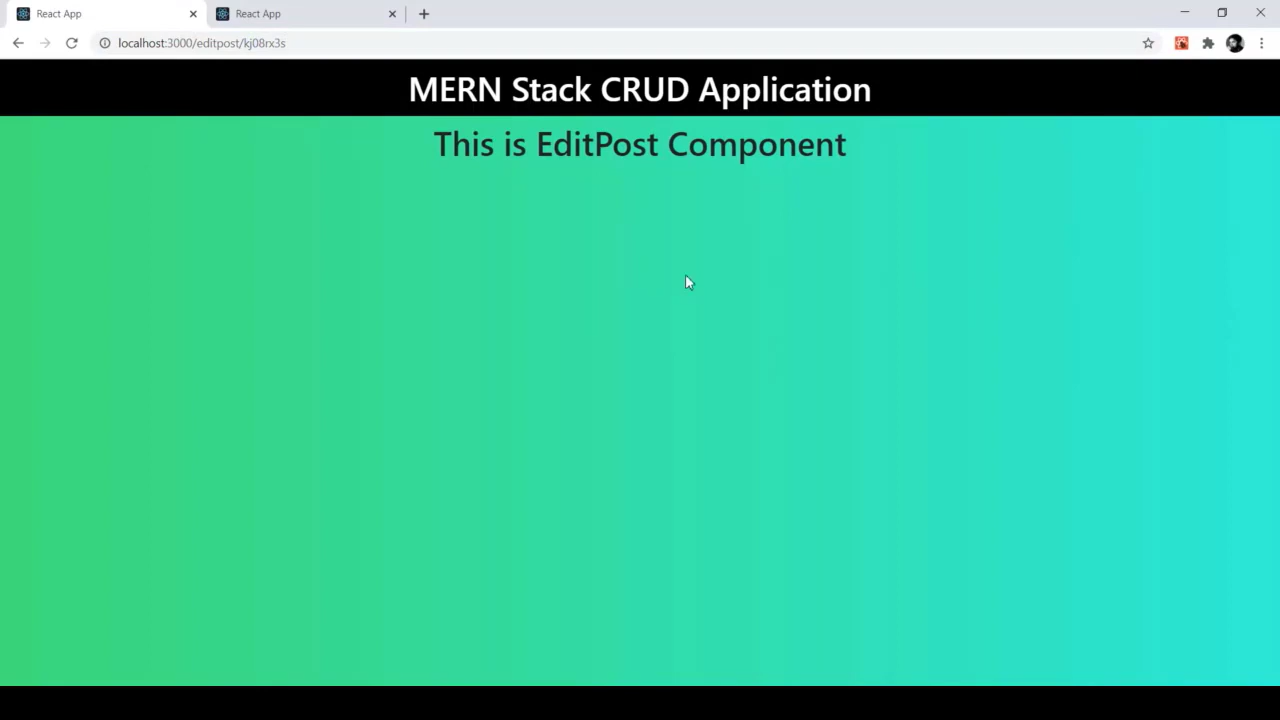 React App
React App
localhost:3000/editpost/kj08rx3s
MERN Stack CRUD Application
This is EditPost Component